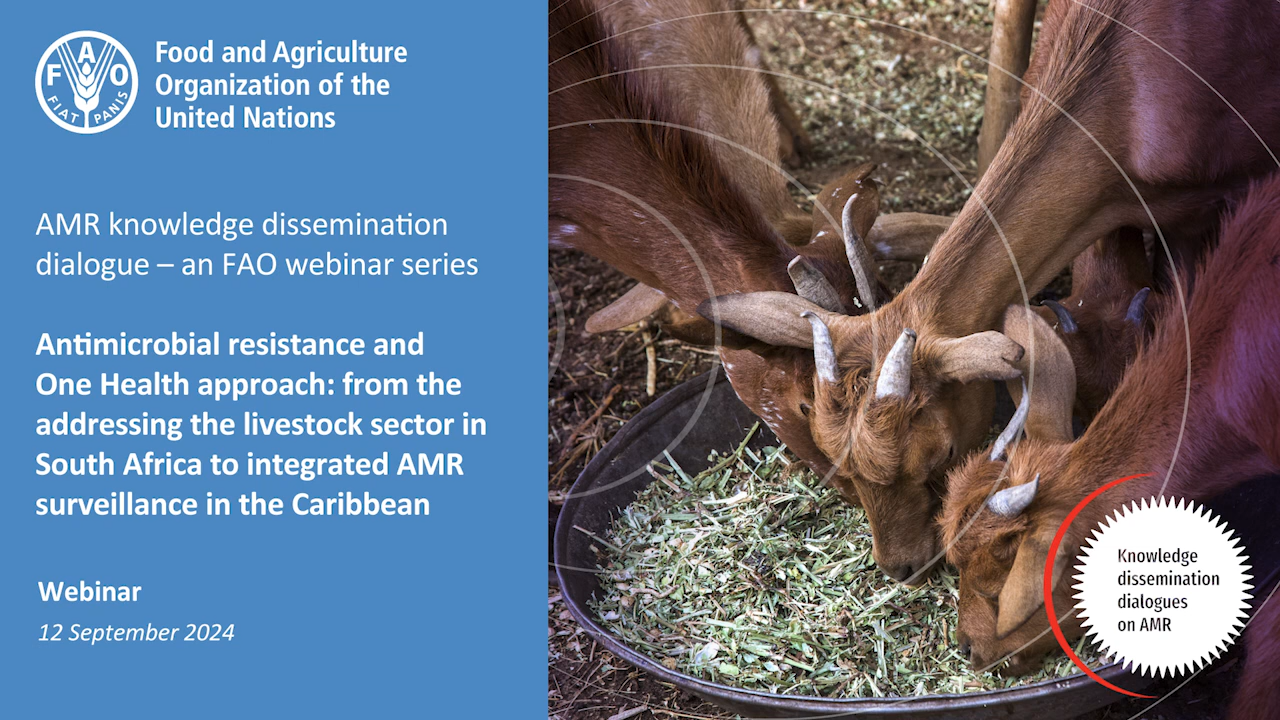 F A O
FIAT PANIS
Food and Agriculture
Organization of the
United Nations
AMR knowledge dissemination
dialogue – an FAO webinar series
Antimicrobial resistance and
One Health approach: from the
addressing the livestock sector in
South Africa to integrated AMR
surveillance in the Caribbean
Webinar
12 September 2024
Knowledge
dissemination
dialogues
on AMR